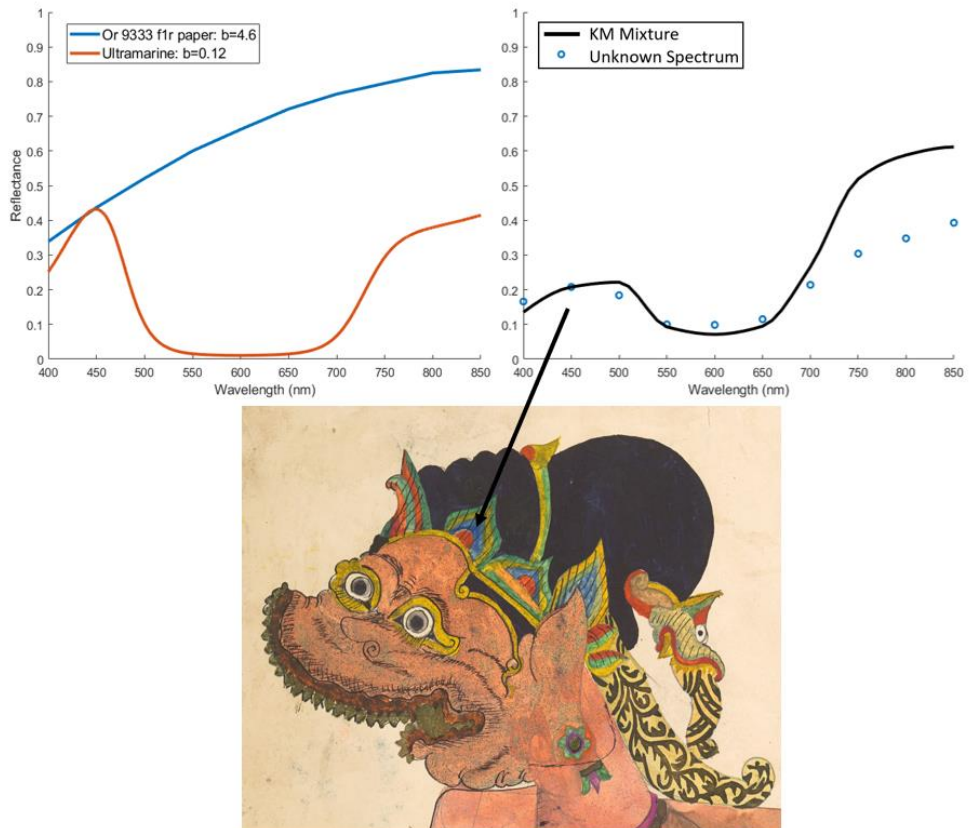 Or 9333 f1r paper: b=4.6
Ultramarine: b=0.12
1
0.9
0.8
0.7
0.6
0.5
0.4
0.3
0.2
0.1
0
Reflectance
400 450 500 550 600 650 700 750 800 850
Wavelength (nm)
KM Mixture
Unknown Spectrum
1
0.9
0.8
0.7
0.6
0.5
0.4
0.3
0.2
0.1
0
400 450 500 550 600 650 700 750 800 850
Wavelength (nm)